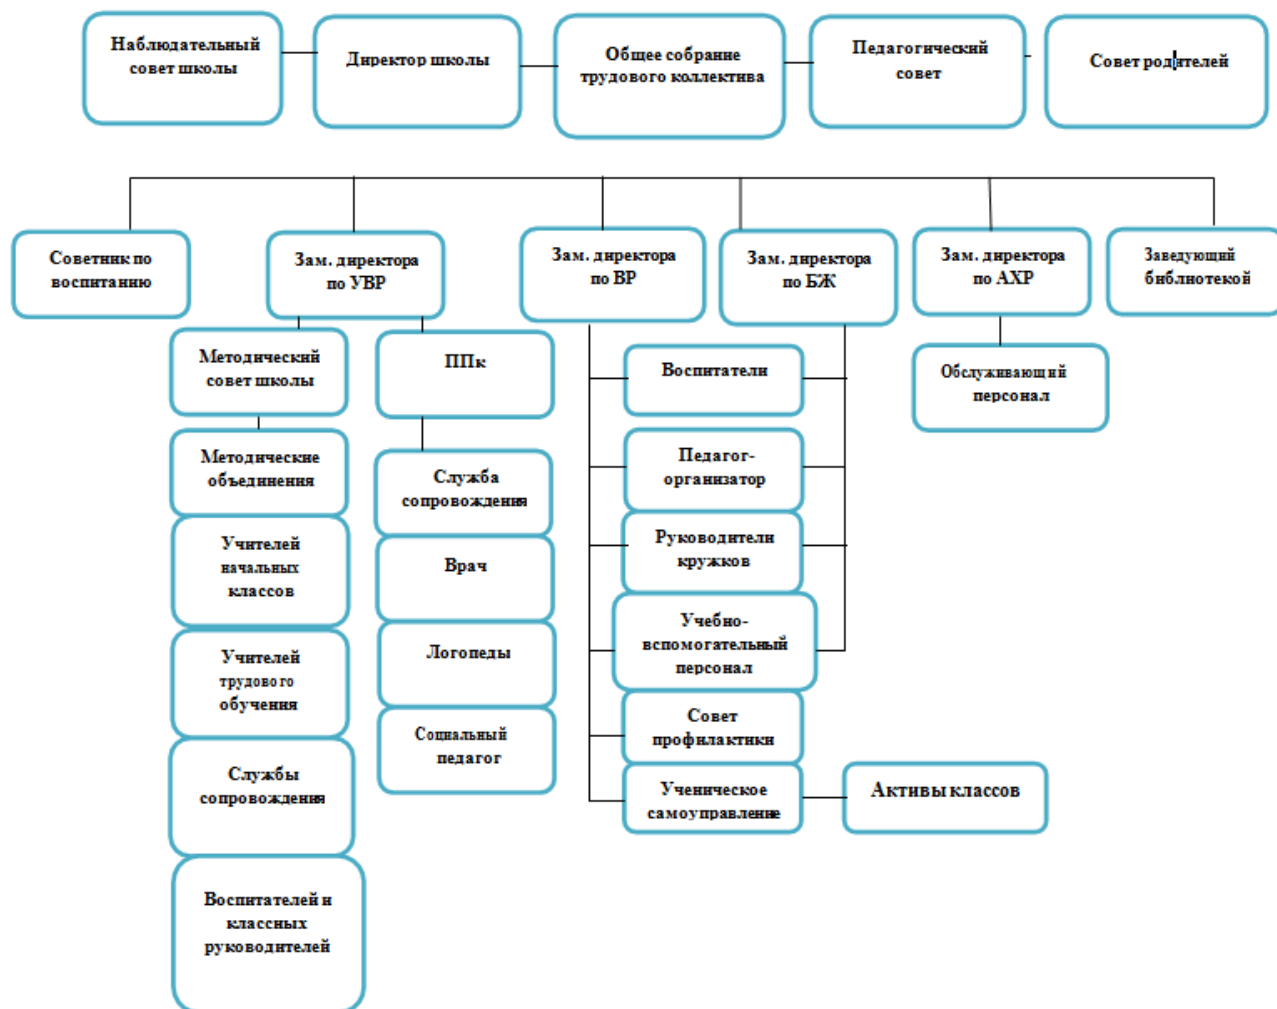 Наблюдательный
совет школы
Директор школы
Общее собрание
трудового коллектива
Педагогический
совет
Совет родителей
Советник по
воспитанию
Зам. директора
по УВР
Зам. директора
по ВР
Зам. директора
по БЖ
Зам. директора
по АХР
Заведующий
библиотекой
Методический
совет школы
ППк
Воспитатели
Обслуживающий
персонал
Методические
объединения
Служба
сопровождения
Педагог-
организатор
Учителей
начальных
классов
Врач
Руководители
кружков
Учителей
трудового
обучения
Логопеды
Учебно-
вспомогательный
персонал
Социальный
педагог
Совет
профилактики
Службы
сопровождения
Ученическое
самоуправление
Активы классов
Воспитателей и
классных
руководителей